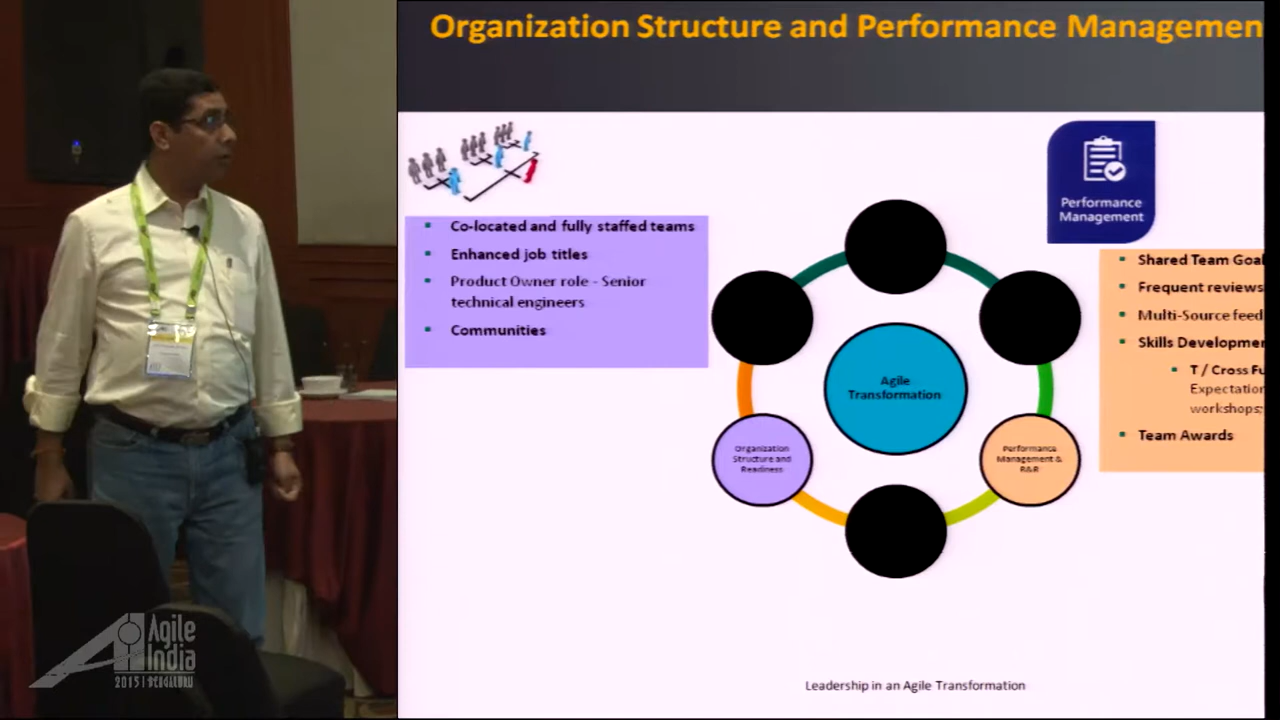 Organization Structure and Performance Managemen
Performance
Management
Co-located and fully staffed teams
Enhanced job titles
Product Owner role - Senior
technical engineers
Communities
Shared Team Goal
Frequent reviews
Multi-Source feed
Skills Developmen
T / Cross Fu
Expectation
workshops;
Team Awards
Agile
Transformation
Organization
Structure and
Readiness
Performance
Management &
R&R
Leadership in an Agile Transformation
Agile
India
2015 | BENGALURU